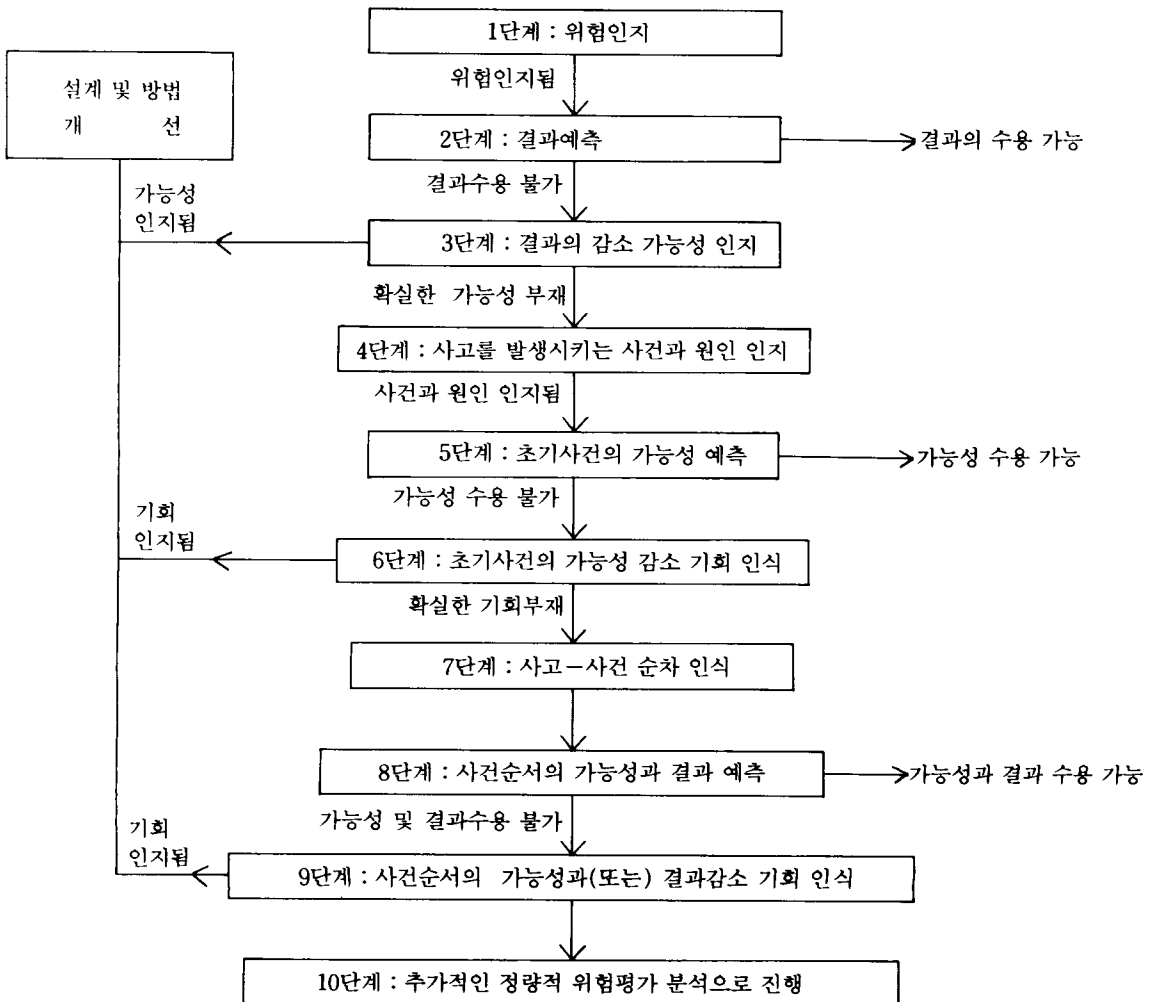 1단계 : 위험인지
위험인지됨
설계 및 방법
개 선
2단계 : 결과예측
결과의 수용 가능
결과수용 불가
가능성
인지됨
3단계 : 결과의 감소 가능성 인지
확실한 가능성 부재
4단계 : 사고를 발생시키는 사건과 원인 인지
사건과 원인 인지됨
5단계 : 초기사건의 가능성 예측
가능성 수용 가능
가능성 수용 불가
기회
인지됨
6단계 : 초기사건의 가능성 감소 기회 인식
확실한 기회부재
7단계 : 사고-사건 순차 인식
8단계 : 사건순서의 가능성과 결과 예측
가능성과 결과 수용 가능
가능성 및 결과수용 불가
기회
인지됨
9단계 : 사건순서의 가능성과(또는) 결과감소 기회 인식
10단계 : 추가적인 정량적 위험평가 분석으로 진행